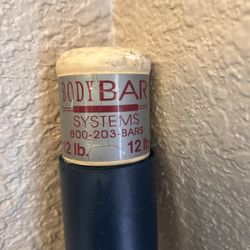 BODY BAR
SYSTEMS
800-203-BARS
12 lb. 12 lb